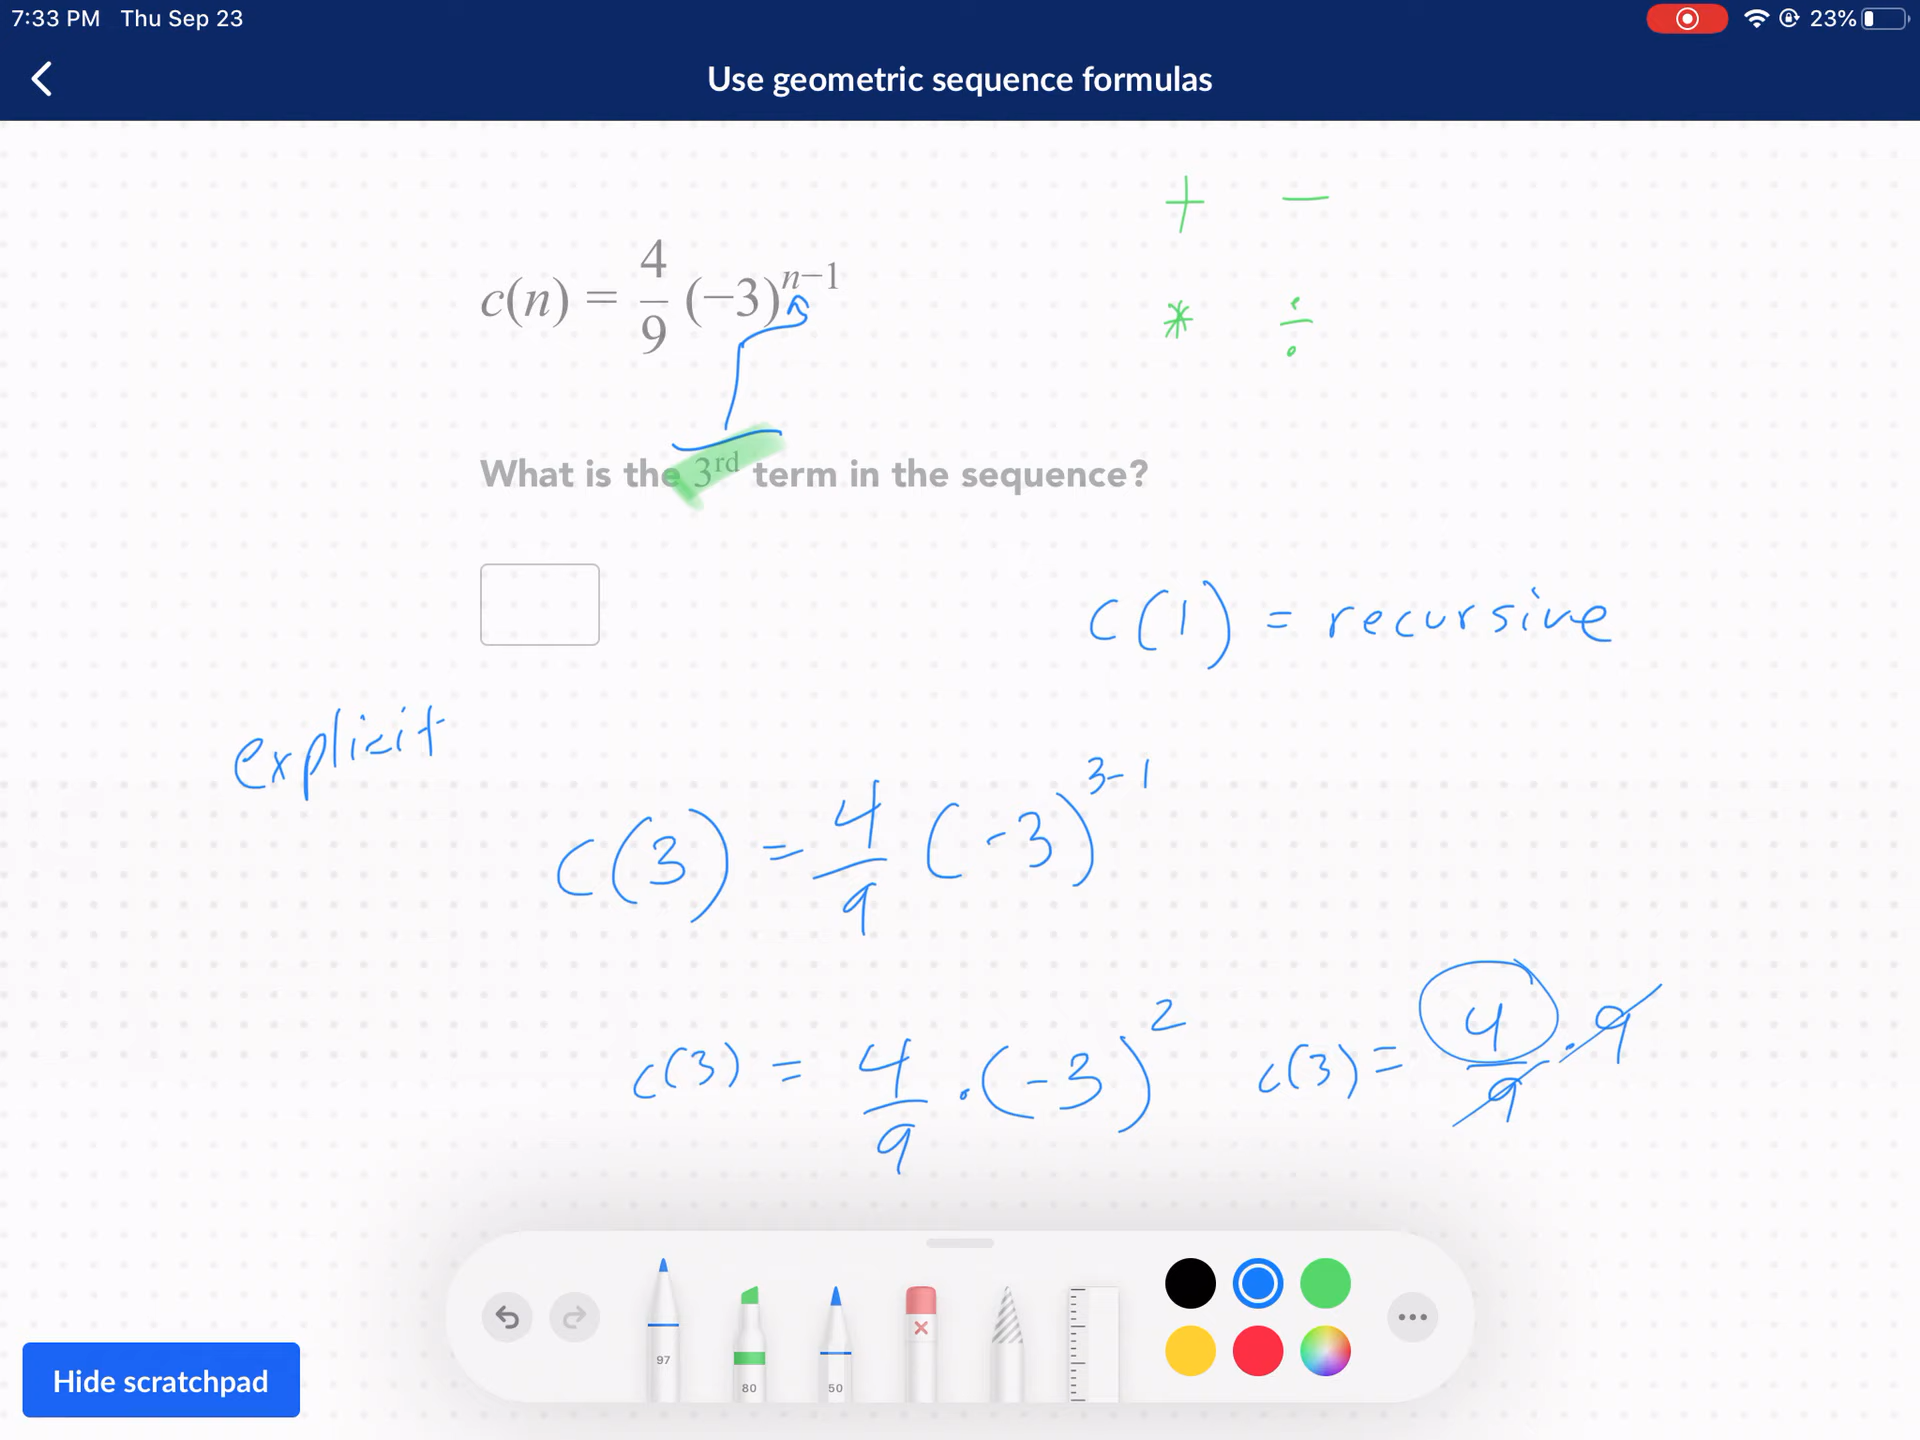 7:33 PM Thu Sep 23 23%
Use geometric sequence formulas
+ −
c(n) = 4/9 (−3)^{n−1}
* ÷
What is the 3rd term in the sequence?
c(1) = recursive
explicit
c(3) = 4/9 (-3)^{3-1}
c(3) = 4/9 · (-3)^2 c(3) = 4/9 · 9
97 80 50
Hide scratchpad